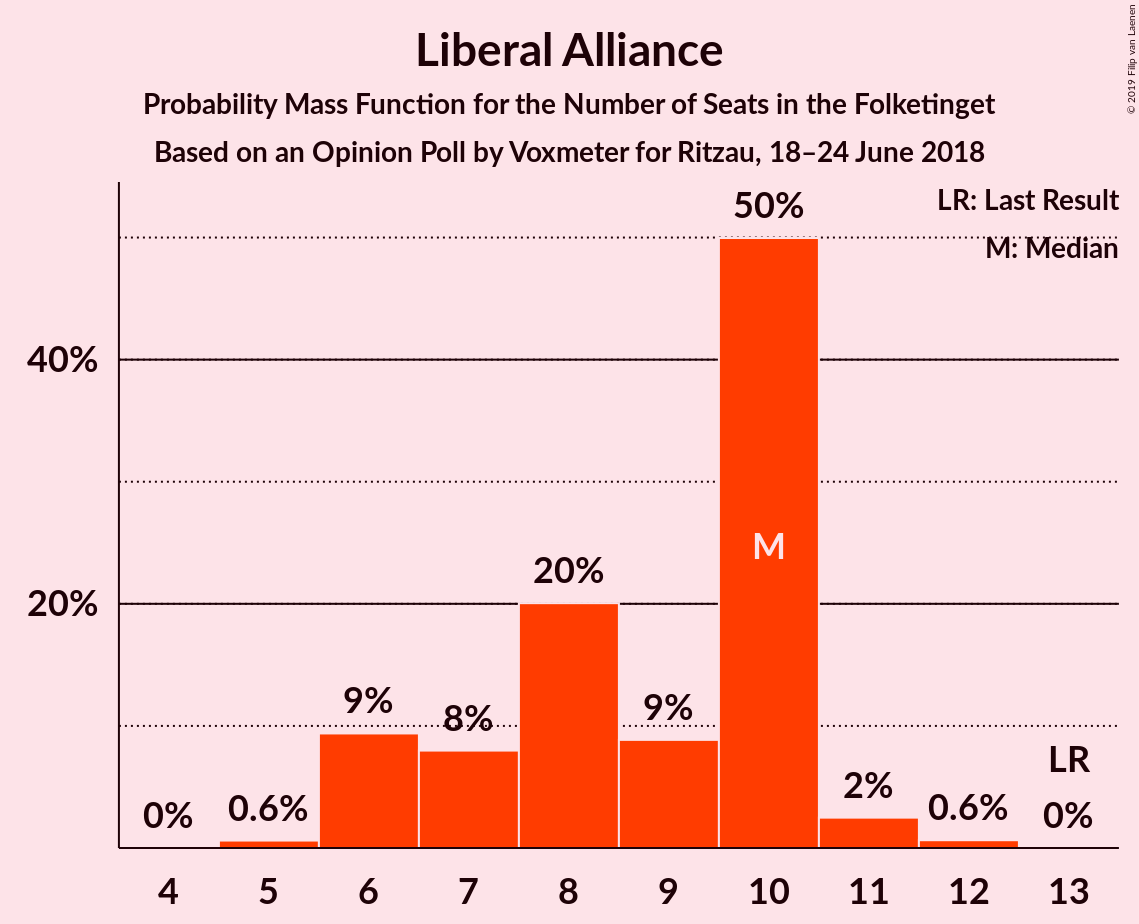 Liberal Alliance
Probability Mass Function for the Number of Seats in the Folketinget
Based on an Opinion Poll by Voxmeter for Ritzau, 18–24 June 2018
© 2019 Filip van Laenen
LR: Last Result
M: Median
50%
40%
M
20%
20%
9%
8%
9%
LR
0%
0.6%
2%
0.6%
0%
4 5 6 7 8 9 10 11 12 13